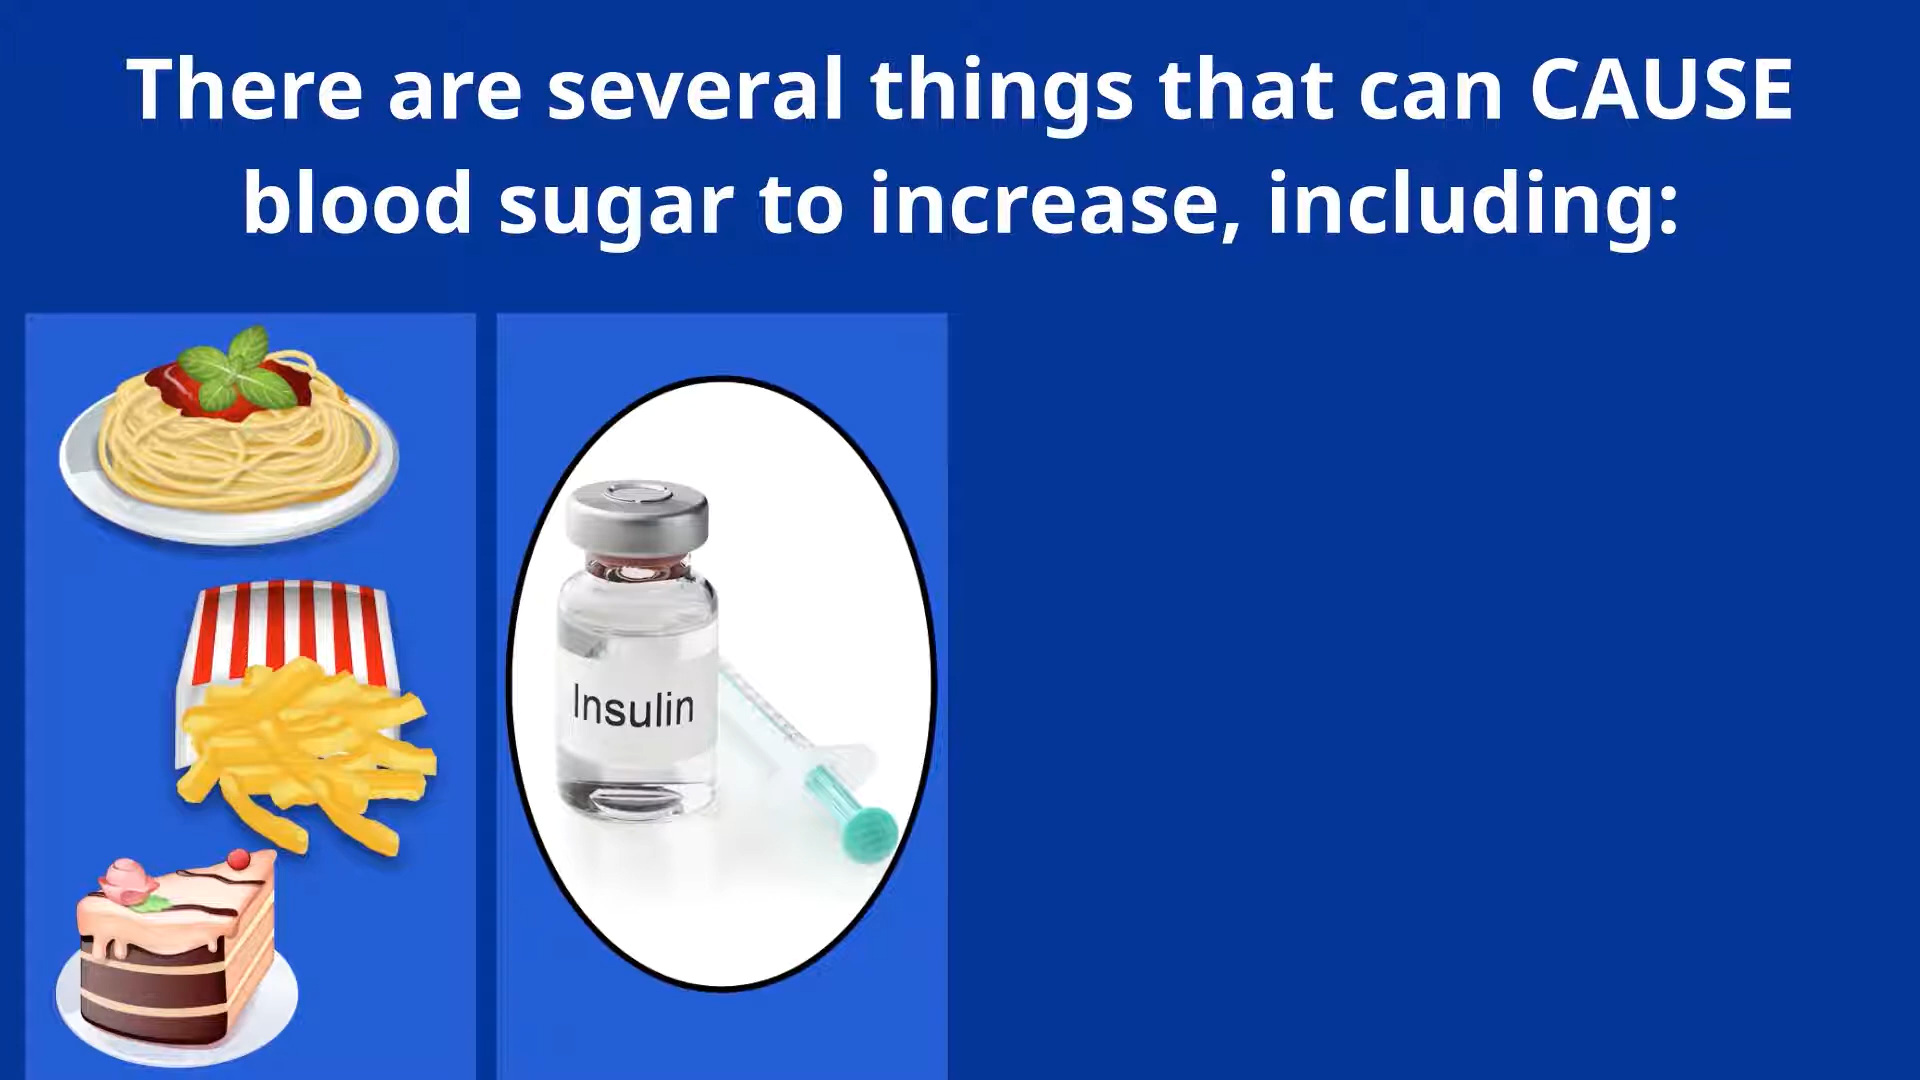 There are several things that can CAUSE
blood sugar to increase, including:
Insulin